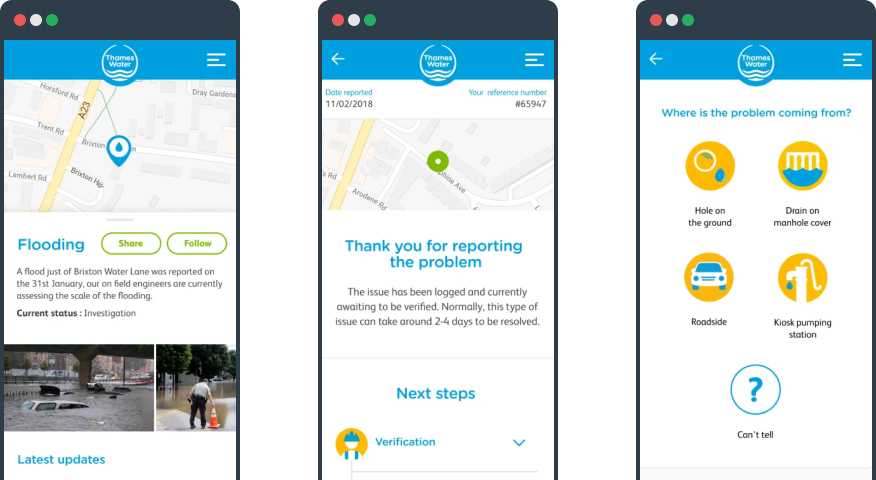 Thames
Water
Horsford Rd
A23
Dray Gardens
Trent Rd
Brixton
Lambert Rd
Brixton Hill
Flooding
Share
Follow
A flood just of Brixton Water Lane was reported on
the 31st January, our on field engineers are currently
assessing the scale of the flooding.
Current status : Investigation
Latest updates
Thames
Water
Date reported
Your reference number
11/02/2018
#65947
Rd
Arodene Rd
Ave
Thank you for reporting
the problem
The issue has been logged and currently
awaiting to be verified. Normally, this type of
issue can take around 2-4 days to be resolved.
Next steps
Verification
Thames
Water
Where is the problem coming from?
Hole on
the ground
Drain on
manhole cover
Roadside
Kiosk pumping
station
?
Can't tell